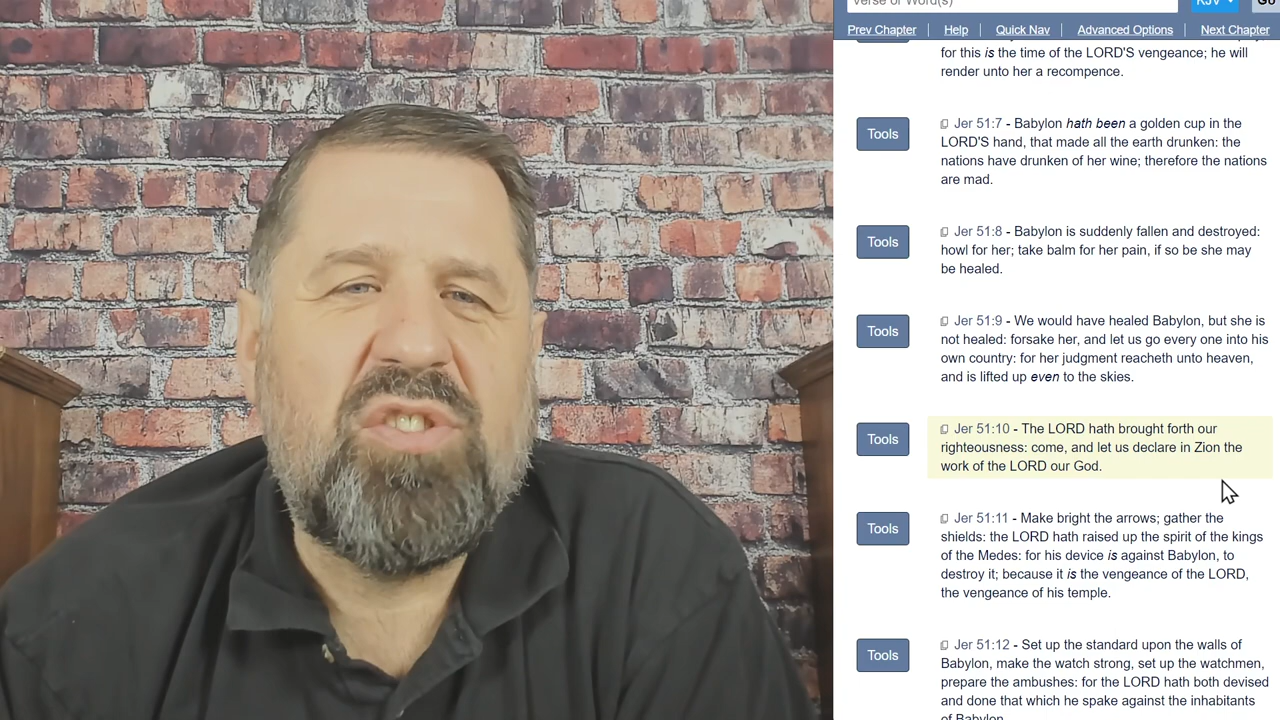 Verse or Word(s)
KJV
Go
Prev Chapter
Help
Quick Nav
Advanced Options
Next Chapter
for this is the time of the LORD'S vengeance; he will
render unto her a recompence.
Tools
Jer 51:7 - Babylon hath been a golden cup in the
LORD'S hand, that made all the earth drunken: the
nations have drunken of her wine; therefore the nations
are mad.
Tools
Jer 51:8 - Babylon is suddenly fallen and destroyed:
howl for her; take balm for her pain, if so be she may
be healed.
Tools
Jer 51:9 - We would have healed Babylon, but she is
not healed: forsake her, and let us go every one into his
own country: for her judgment reacheth unto heaven,
and is lifted up even to the skies.
Tools
Jer 51:10 - The LORD hath brought forth our
righteousness: come, and let us declare in Zion the
work of the LORD our God.
Tools
Jer 51:11 - Make bright the arrows; gather the
shields: the LORD hath raised up the spirit of the kings
of the Medes: for his device is against Babylon, to
destroy it; because it is the vengeance of the LORD,
the vengeance of his temple.
Tools
Jer 51:12 - Set up the standard upon the walls of
Babylon, make the watch strong, set up the watchmen,
prepare the ambushes: for the LORD hath both devised
and done that which he spake against the inhabitants
of Babylon